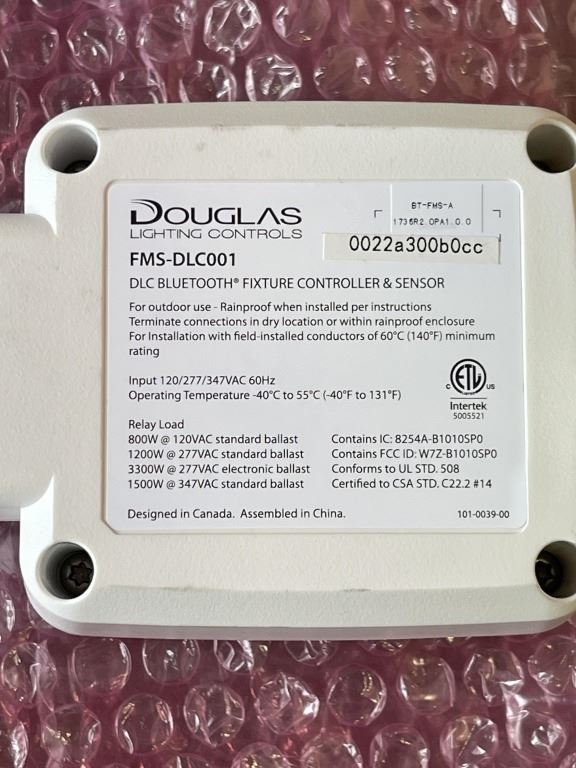 DOUGLAS
LIGHTING CONTROLS
BT-FMS-A
1736R2.0PA1.0.0
0022a300b0cc
FMS-DLC001
DLC BLUETOOTH® FIXTURE CONTROLLER & SENSOR
For outdoor use - Rainproof when installed per instructions
Terminate connections in dry location or within rainproof enclosure
For Installation with field-installed conductors of 60°C (140°F) minimum
rating
Input 120/277/347VAC 60Hz
Operating Temperature -40°C to 55°C (-40°F to 131°F)
C ETL US
Intertek
5005521
Relay Load
800W @ 120VAC standard ballast
1200W @ 277VAC standard ballast
3300W @ 277VAC electronic ballast
1500W @ 347VAC standard ballast
Contains IC: 8254A-B1010SP0
Contains FCC ID: W7Z-B1010SP0
Conforms to UL STD. 508
Certified to CSA STD. C22.2 #14
Designed in Canada. Assembled in China.
101-0039-00